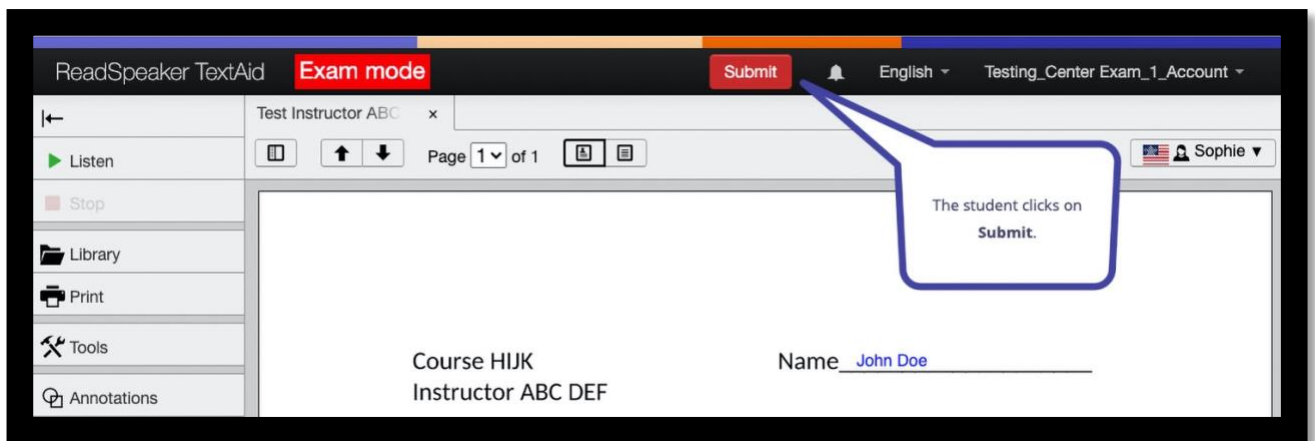 ReadSpeaker TextAid Exam mode Submit English Testing_Center Exam_1_Account
Test Instructor ABC x
Listen
Page 1 of 1
Sophie
Stop
The student clicks on
Submit.
Library
Print
Tools
Course HIJK Name John Doe
Instructor ABC DEF
Annotations